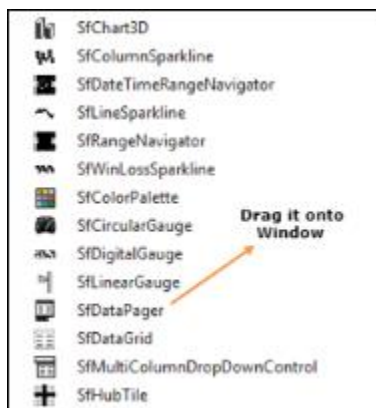 SfChart3D
SfColumnSparkline
SfDateTimeRangeNavigator
SfLineSparkline
SfRangeNavigator
SfWinLossSparkline
SfColorPalette
SfCircularGauge
Drag it onto
Window
SfDigitalGauge
SfLinearGauge
SfDataPager
SfDataGrid
SfMultiColumnDropDownControl
SfHubTile